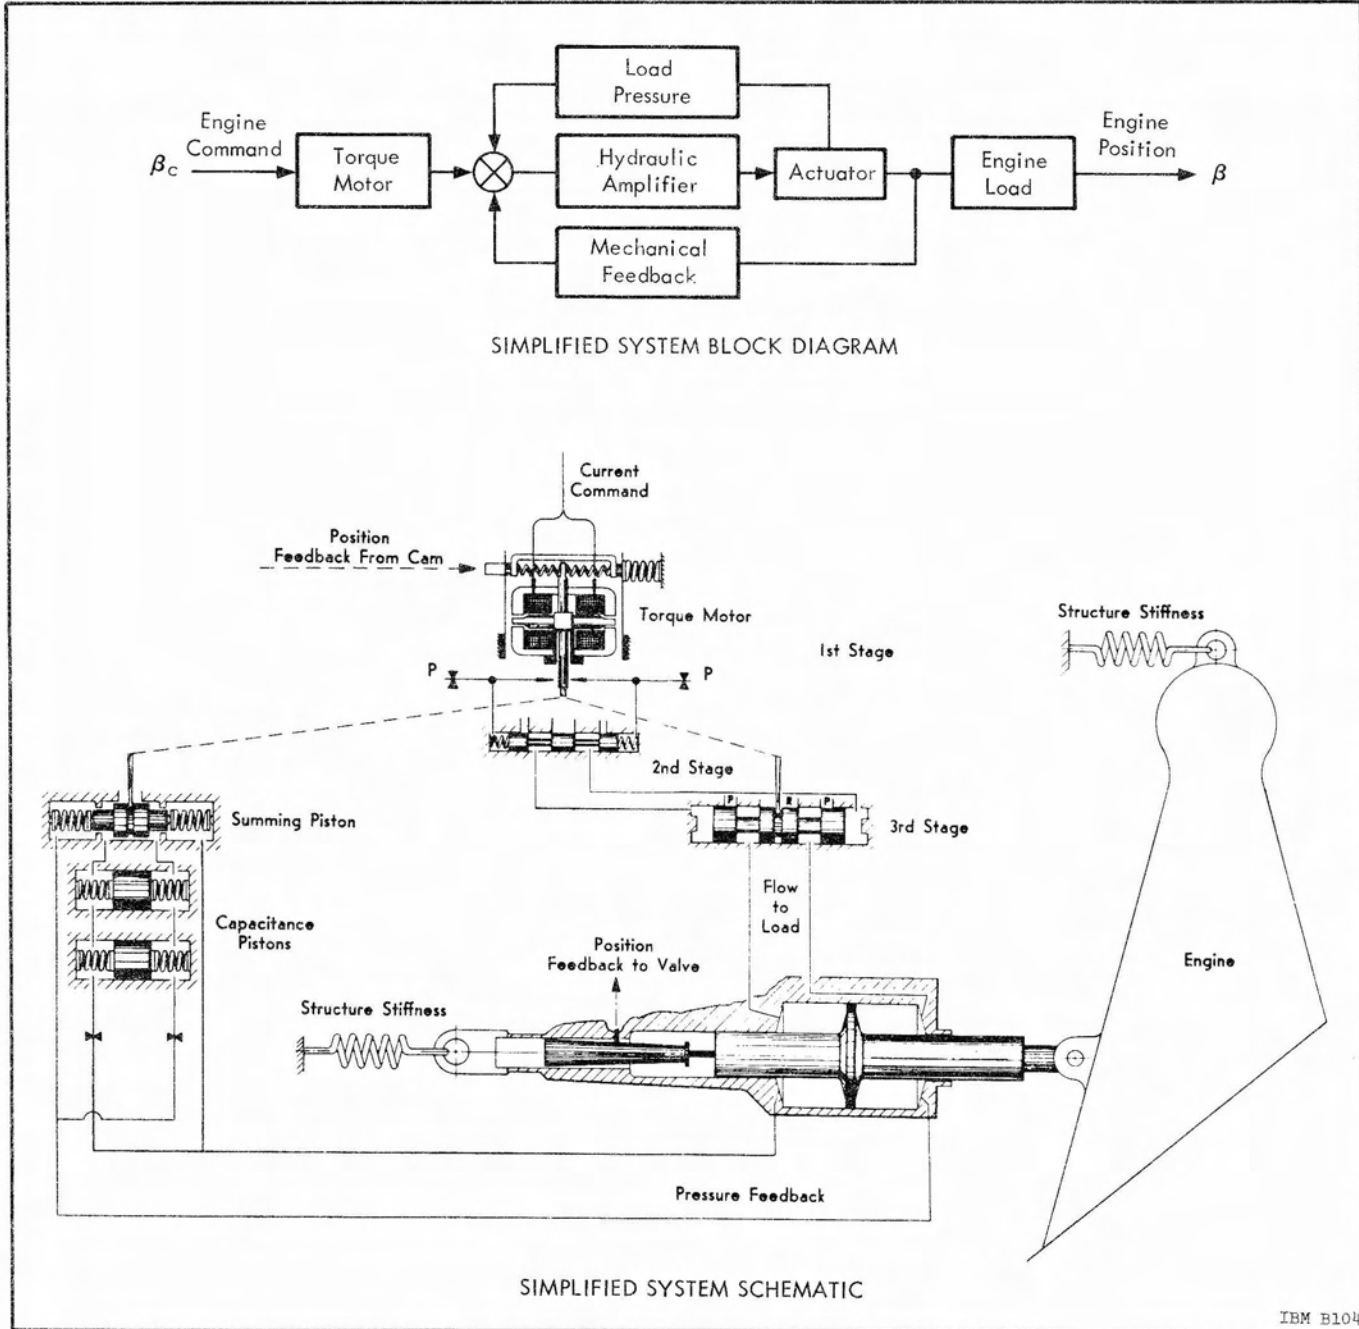 Load
Pressure
Engine
Command
βc
Torque
Motor
Hydraulic
Amplifier
Actuator
Engine
Load
Engine
Position
β
Mechanical
Feedback
SIMPLIFIED SYSTEM BLOCK DIAGRAM
Current
Command
Position
Feedback From Cam
Torque Motor
Structure Stiffness
1st Stage
P
P
2nd Stage
P
R
P
Summing Piston
3rd Stage
Flow
to
Load
Capacitance
Pistons
Position
Feedback to Valve
Engine
Structure Stiffness
Pressure Feedback
SIMPLIFIED SYSTEM SCHEMATIC
IBM B104